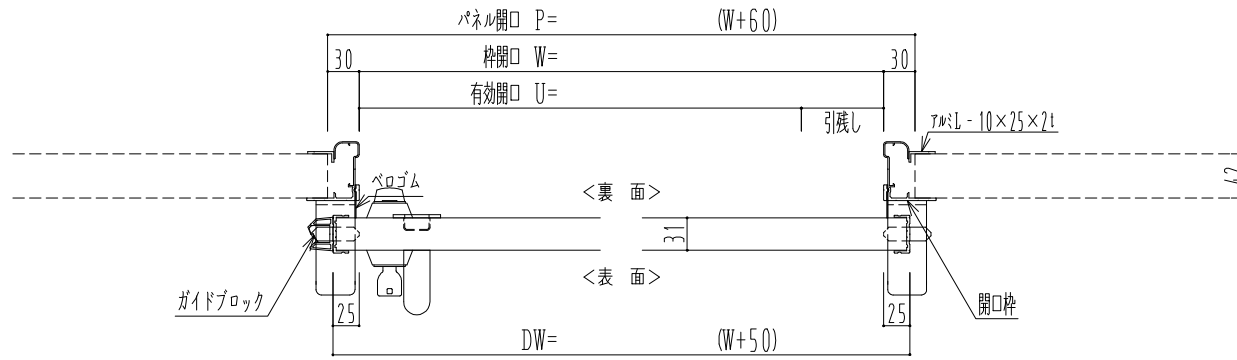 パネル開口 P= (W+60)
30 枠開口 W= 30
有効開口 U=
引残し
アルミL - 10×25×2t
ベロゴム
<裏 面>
42
31
<表 面>
ガイドブロック
開口枠
25 25
DW= (W+50)